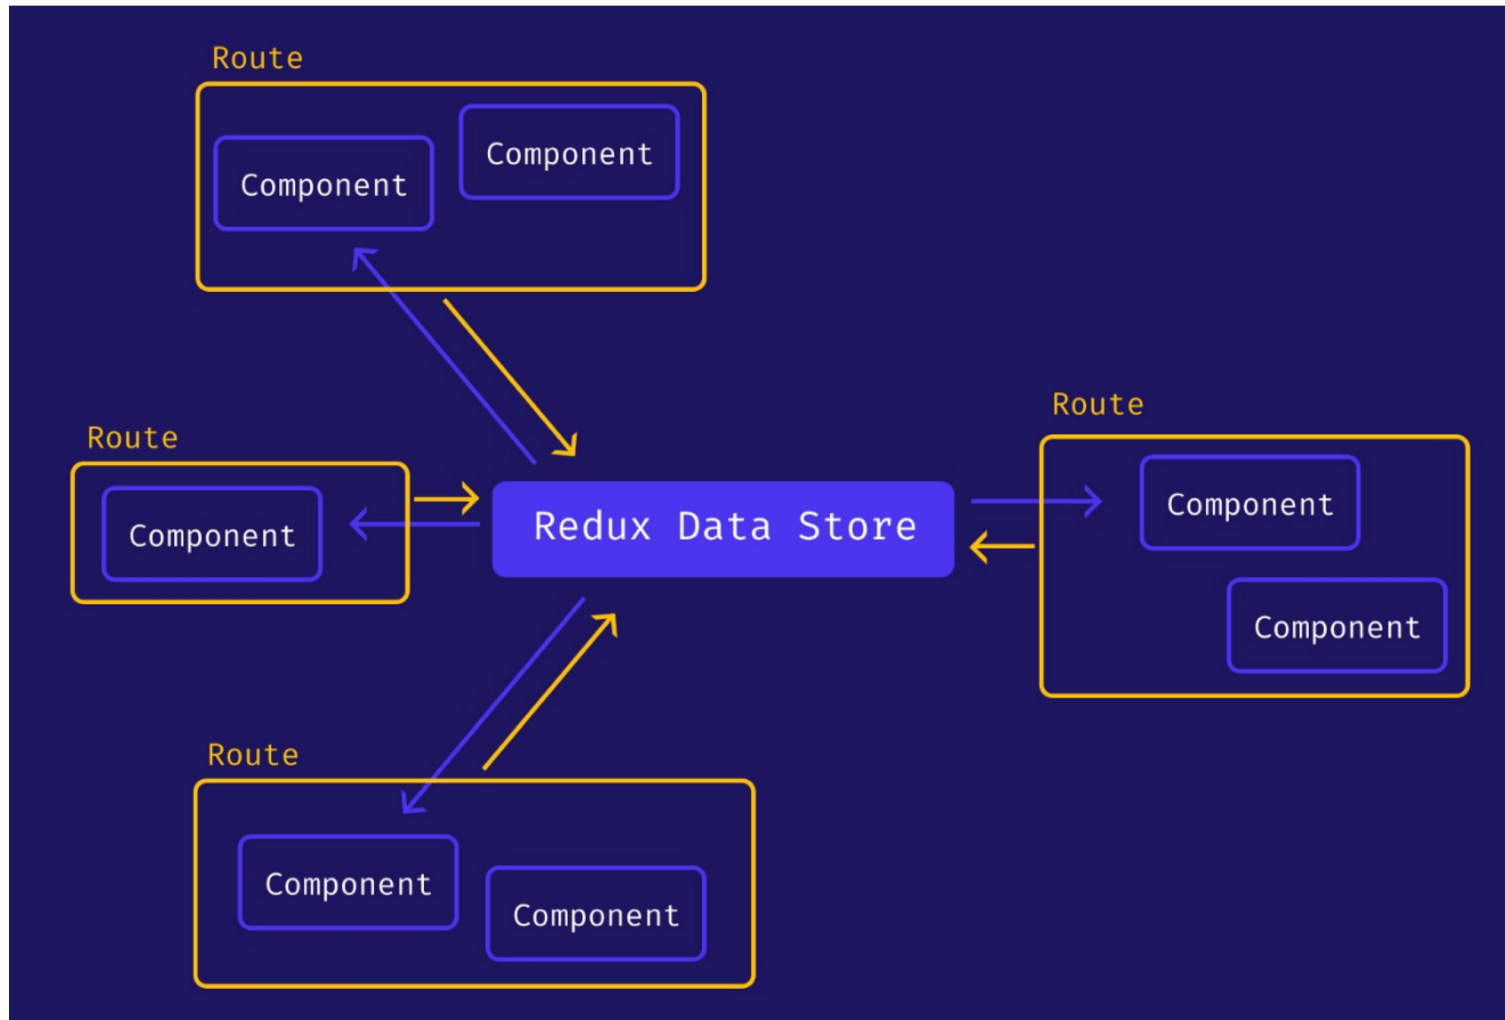 Route
Component
Component
Route
Component
Redux Data Store
Route
Component
Component
Route
Component
Component